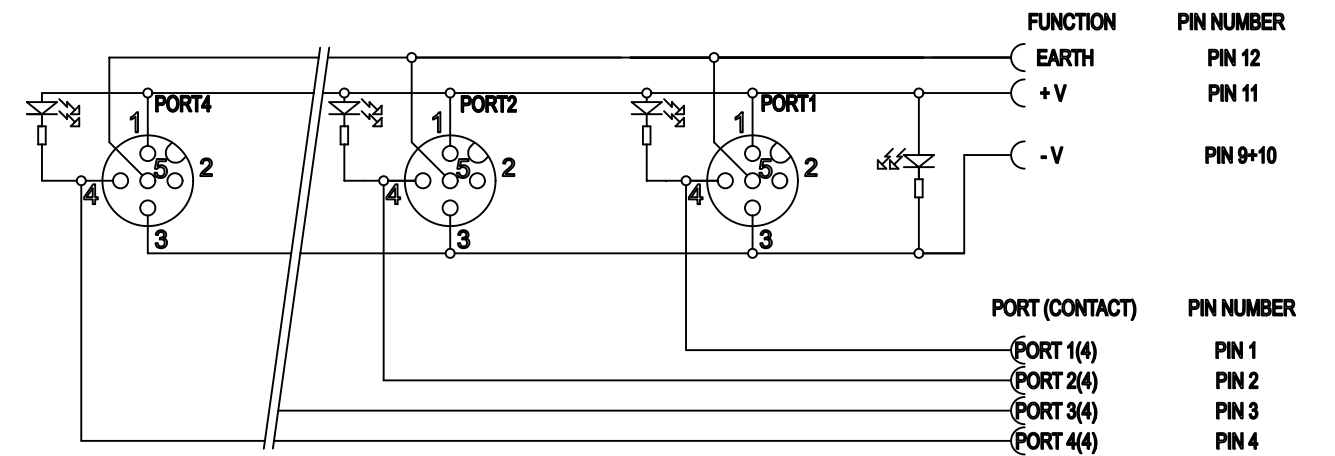 FUNCTION PIN NUMBER
EARTH PIN 12
+ V PIN 11
- V PIN 9+10
PORT4 PORT2 PORT1
1 1 1
5 2 5 2 5 2
4 4 4
3 3 3
PORT (CONTACT) PIN NUMBER
PORT 1(4) PIN 1
PORT 2(4) PIN 2
PORT 3(4) PIN 3
PORT 4(4) PIN 4